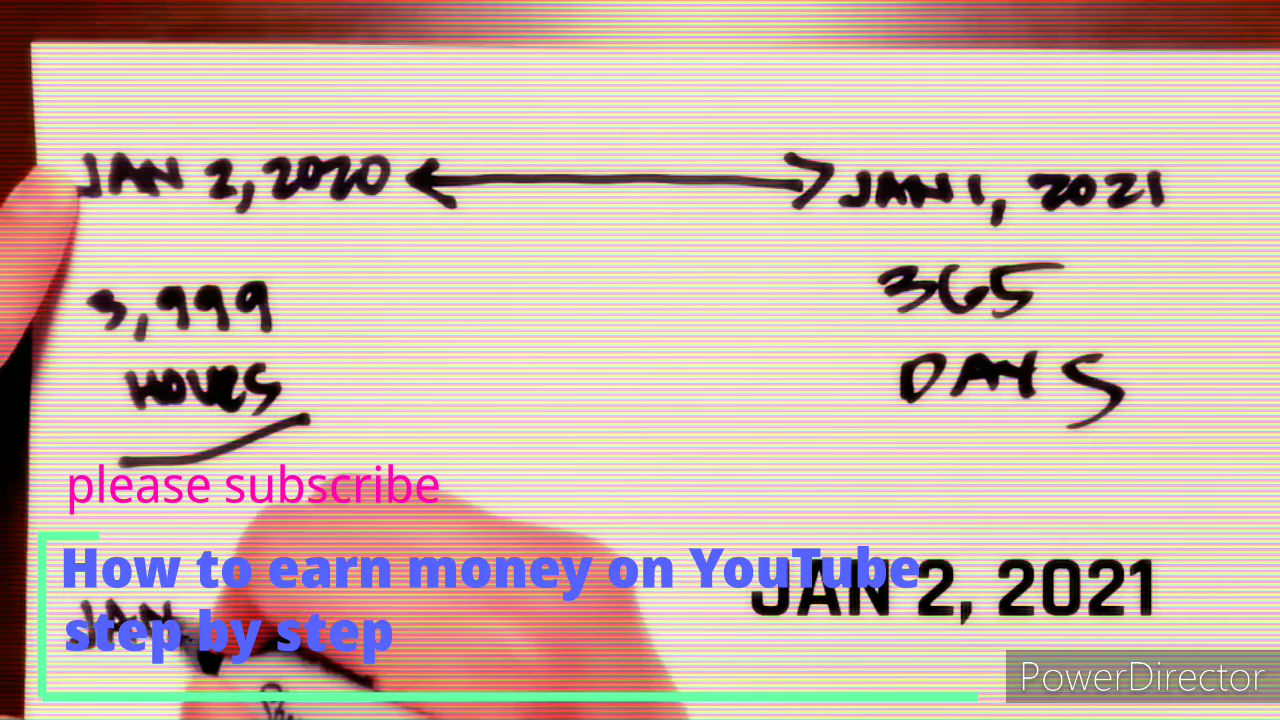 JAN 2, 2020 JAN 1, 2021
3,999 365
HOURS DAYS
please subscribe
How to earn money on YouTube
step by step
JAN 2, 2021
JAN
PowerDirector